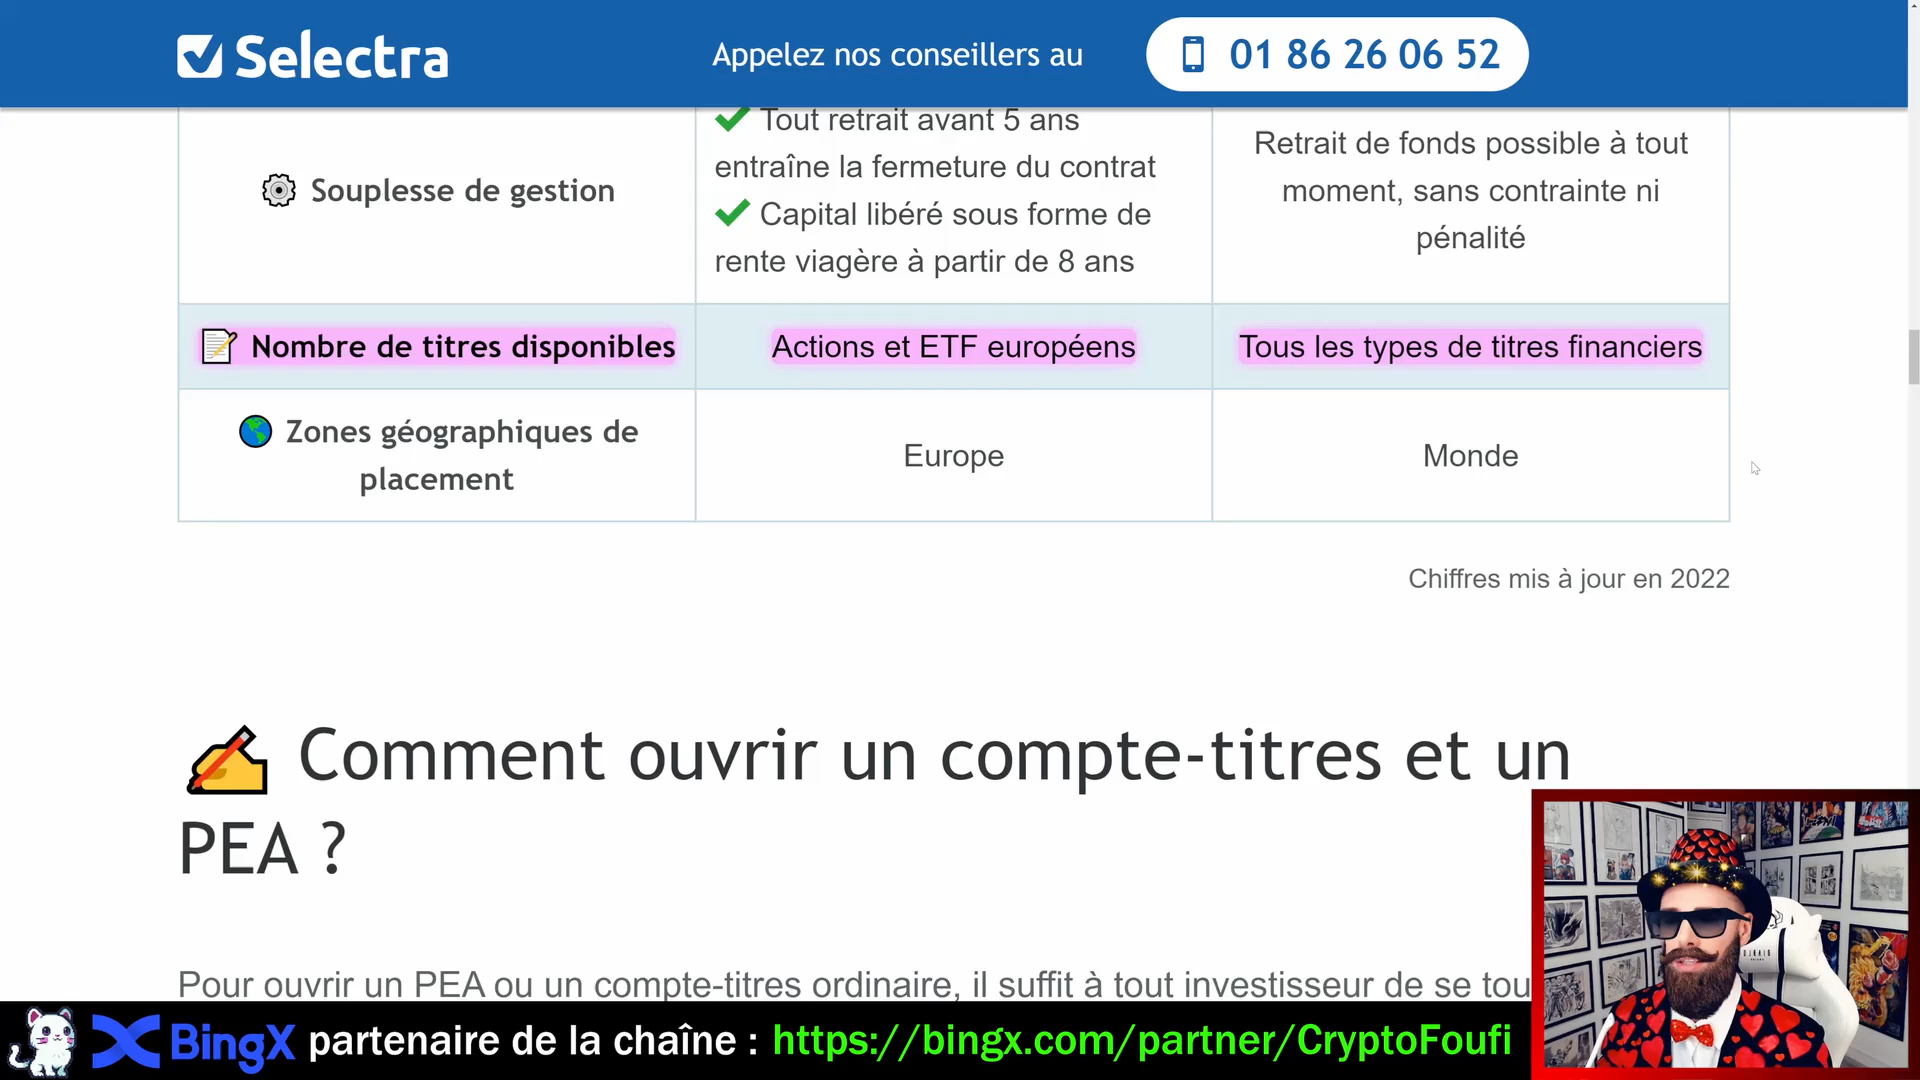 Selectra
Appelez nos conseillers au
01 86 26 06 52
Souplesse de gestion
Tout retrait avant 5 ans
entraîne la fermeture du contrat
Capital libéré sous forme de
rente viagère à partir de 8 ans
Retrait de fonds possible à tout
moment, sans contrainte ni
pénalité
Nombre de titres disponibles
Actions et ETF européens
Tous les types de titres financiers
Zones géographiques de
placement
Europe
Monde
Chiffres mis à jour en 2022
Comment ouvrir un compte-titres et un
PEA ?
Pour ouvrir un PEA ou un compte-titres ordinaire, il suffit à tout investisseur de se tou
BingX partenaire de la chaîne : https://bingx.com/partner/CryptoFoufi